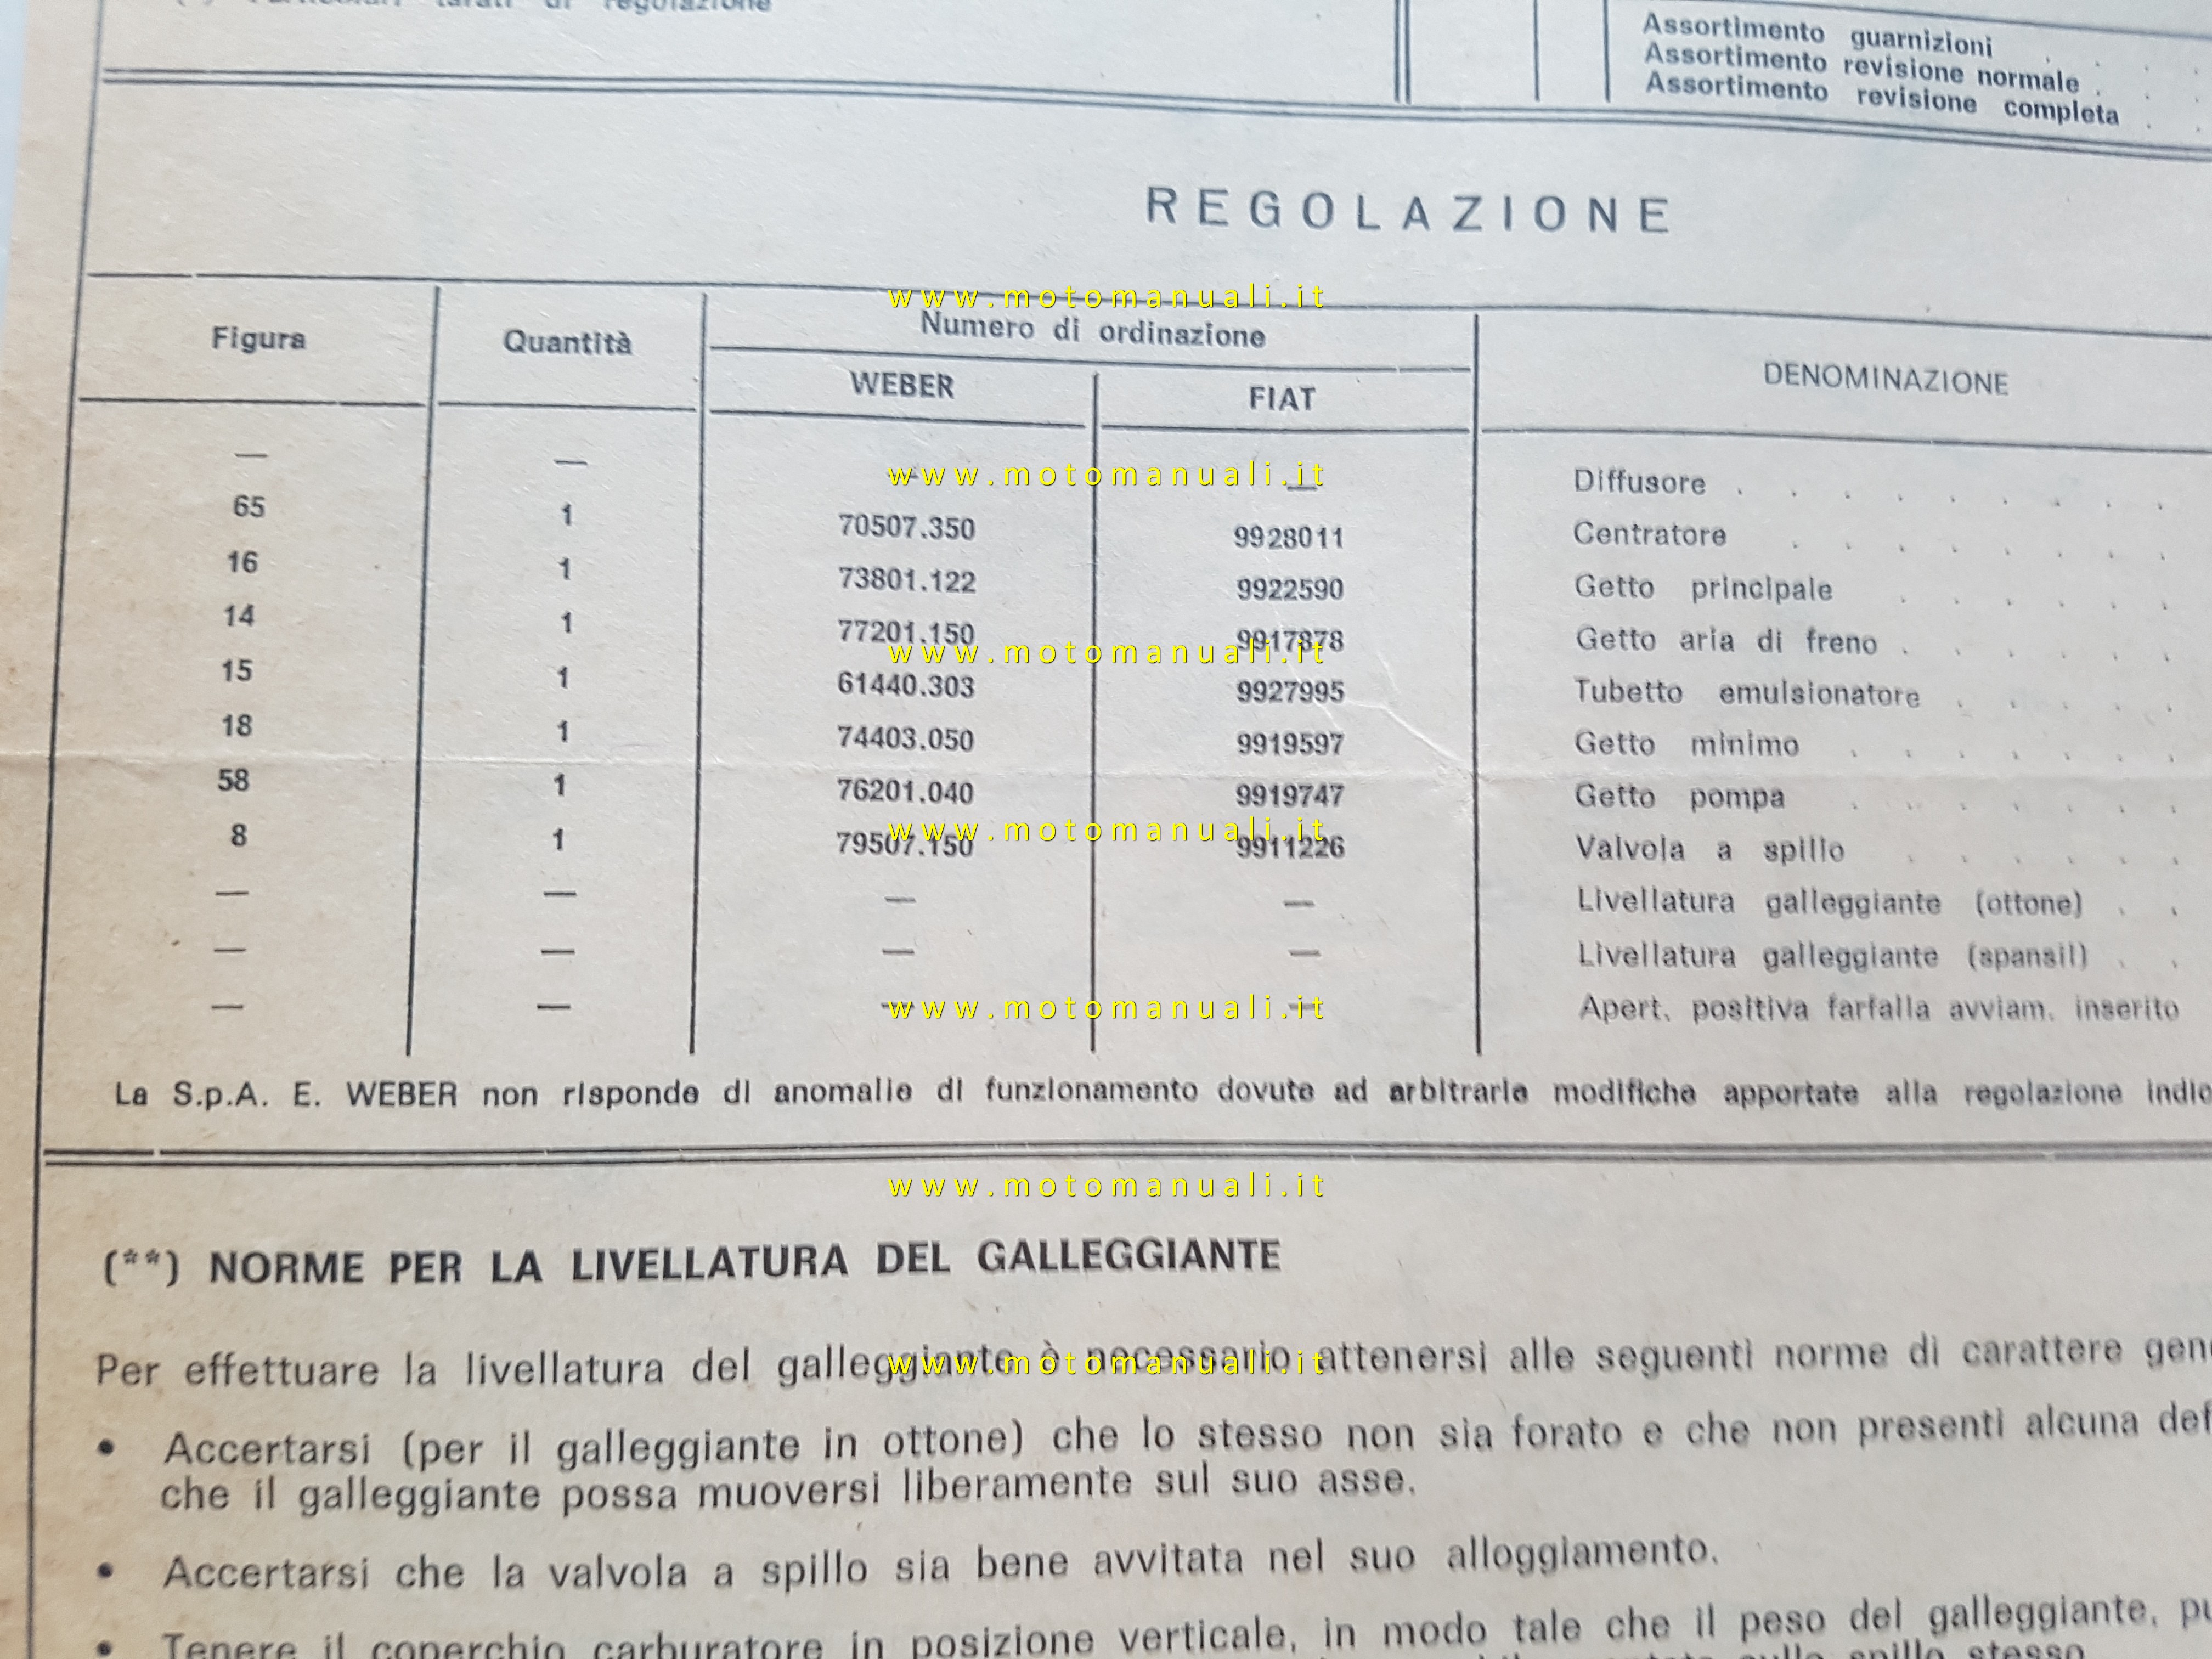 regolazione
Assortimento guarnizioni
Assortimento revisione normale
Assortimento revisione completa
REGOLAZIONE
www.motomanuali.it
Figura Quantità Numero di ordinazione DENOMINAZIONE
WEBER FIAT
— — — — Diffusore . . . . . . . . .
www.motomanuali.it
65 1 70507.350 9928011 Centratore . . . . . . . .
16 1 73801.122 9922590 Getto principale . . . . . .
14 1 77201.150 9917878 Getto aria di freno . . . . . .
www.motomanuali.it
15 1 61440.303 9927995 Tubetto emulsionatore . . . . .
18 1 74403.050 9919597 Getto minimo . . . . . . .
58 1 76201.040 9919747 Getto pompa . . . . . . .
www.motomanuali.it
8 1 79507.150 9911226 Valvola a spillo . . . . . .
— — — — Livellatura galleggiante (ottone) . .
— — — — Livellatura galleggiante (spansil) . .
— — — — Apert. positiva farfalla avviam. inserito
www.motomanuali.it
La S.p.A. E. WEBER non risponde di anomalie di funzionamento dovute ad arbitrarie modifiche apportate alla regolazione indic
www.motomanuali.it
(**) NORME PER LA LIVELLATURA DEL GALLEGGIANTE
Per effettuare la livellatura del galleggiante è necessario attenersi alle seguenti norme di carattere gen
www.motomanuali.it
• Accertarsi (per il galleggiante in ottone) che lo stesso non sia forato e che non presenti alcuna def
che il galleggiante possa muoversi liberamente sul suo asse.
• Accertarsi che la valvola a spillo sia bene avvitata nel suo alloggiamento.
• Tenere il coperchio carburatore in posizione verticale, in modo tale che il peso del galleggiante, pu
spillo stesso